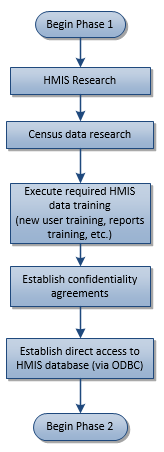 Begin Phase 1
HMIS Research
Census data research
Execute required HMIS
data training
(new user training, reports
training, etc.)
Establish confidentiality
agreements
Establish direct access to
HMIS database (via ODBC)
Begin Phase 2